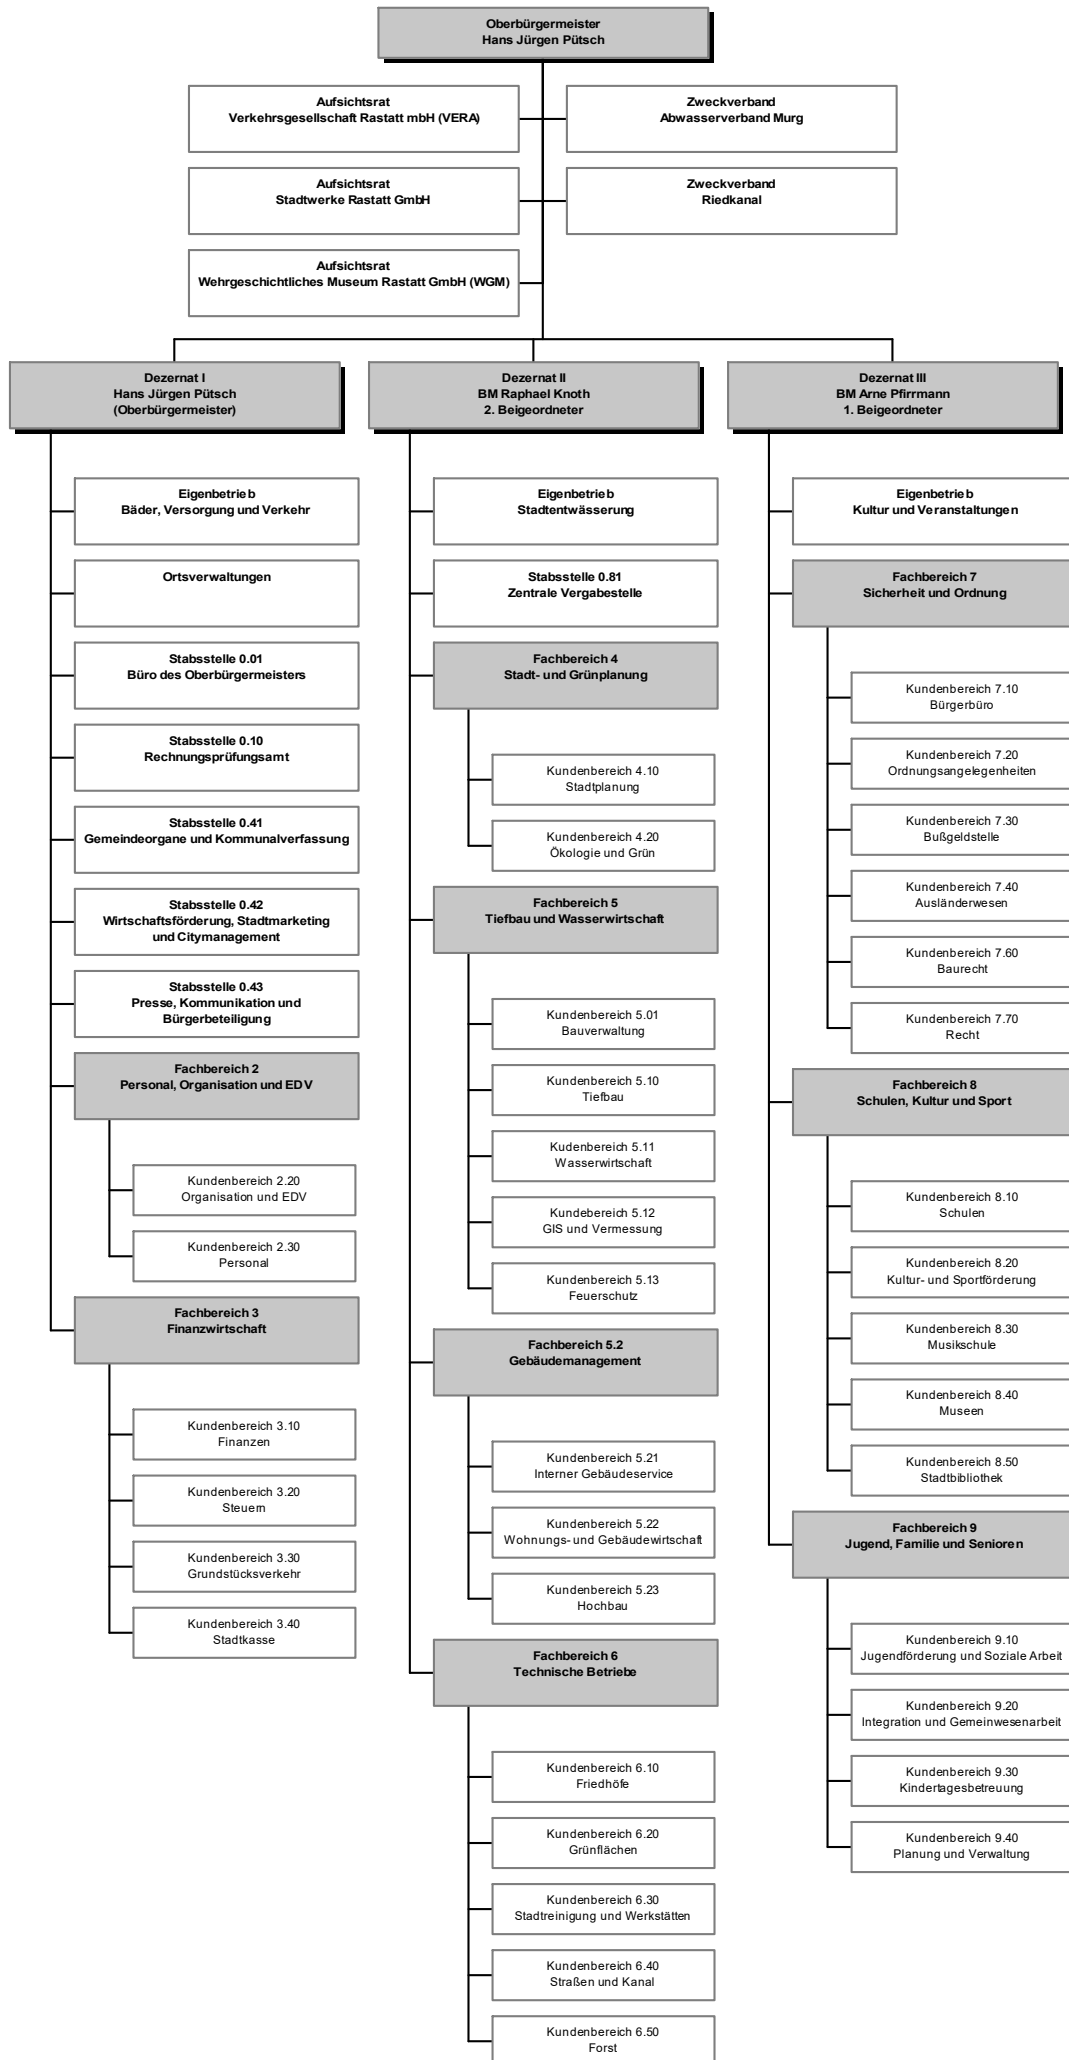 Oberbürgermeister
Hans Jürgen Pütsch
Aufsichtsrat
Verkehrsgesellschaft Rastatt mbH (VERA)
Zweckverband
Abwasserverband Murg
Aufsichtsrat
Stadtwerke Rastatt GmbH
Zweckverband
Riedkanal
Aufsichtsrat
Wehrgeschichtliches Museum Rastatt GmbH (WGM)
Dezernat I
Hans Jürgen Pütsch
(Oberbürgermeister)
Eigenbetrieb
Bäder, Versorgung und Verkehr
Ortsverwaltungen
Stabsstelle 0.01
Büro des Oberbürgermeisters
Stabsstelle 0.10
Rechnungsprüfungsamt
Stabsstelle 0.41
Gemeindeorgane und Kommunalverfassung
Stabsstelle 0.42
Wirtschaftsförderung, Stadtmarketing
und Citymanagement
Stabsstelle 0.43
Presse, Kommunikation und
Bürgerbeteiligung
Fachbereich 2
Personal, Organisation und EDV
Kundenbereich 2.20
Organisation und EDV
Kundenbereich 2.30
Personal
Fachbereich 3
Finanzwirtschaft
Kundenbereich 3.10
Finanzen
Kundenbereich 3.20
Steuern
Kundenbereich 3.30
Grundstücksverkehr
Kundenbereich 3.40
Stadtkasse
Dezernat II
BM Raphael Knoth
2. Beigeordneter
Eigenbetrieb
Stadtentwässerung
Stabsstelle 0.81
Zentrale Vergabestelle
Fachbereich 4
Stadt- und Grünplanung
Kundenbereich 4.10
Stadtplanung
Kundenbereich 4.20
Ökologie und Grün
Fachbereich 5
Tiefbau und Wasserwirtschaft
Kundenbereich 5.01
Bauverwaltung
Kundenbereich 5.10
Tiefbau
Kudenbereich 5.11
Wasserwirtschaft
Kundebereich 5.12
GIS und Vermessung
Kundenbereich 5.13
Feuerschutz
Fachbereich 5.2
Gebäudemanagement
Kundenbereich 5.21
Interner Gebäudeservice
Kundenbereich 5.22
Wohnungs- und Gebäudewirtschaft
Kundenbereich 5.23
Hochbau
Fachbereich 6
Technische Betriebe
Kundenbereich 6.10
Friedhöfe
Kundenbereich 6.20
Grünflächen
Kundenbereich 6.30
Stadtreinigung und Werkstätten
Kundenbereich 6.40
Straßen und Kanal
Kundenbereich 6.50
Forst
Dezernat III
BM Arne Pfirrmann
1. Beigeordneter
Eigenbetrieb
Kultur und Veranstaltungen
Fachbereich 7
Sicherheit und Ordnung
Kundenbereich 7.10
Bürgerbüro
Kundenbereich 7.20
Ordnungsangelegenheiten
Kundenbereich 7.30
Bußgeldstelle
Kundenbereich 7.40
Ausländerwesen
Kundenbereich 7.60
Baurecht
Kundenbereich 7.70
Recht
Fachbereich 8
Schulen, Kultur und Sport
Kundenbereich 8.10
Schulen
Kundenbereich 8.20
Kultur- und Sportförderung
Kundenbereich 8.30
Musikschule
Kundenbereich 8.40
Museen
Kundenbereich 8.50
Stadtbibliothek
Fachbereich 9
Jugend, Familie und Senioren
Kundenbereich 9.10
Jugendförderung und Soziale Arbeit
Kundenbereich 9.20
Integration und Gemeinwesenarbeit
Kundenbereich 9.30
Kindertagesbetreuung
Kundenbereich 9.40
Planung und Verwaltung